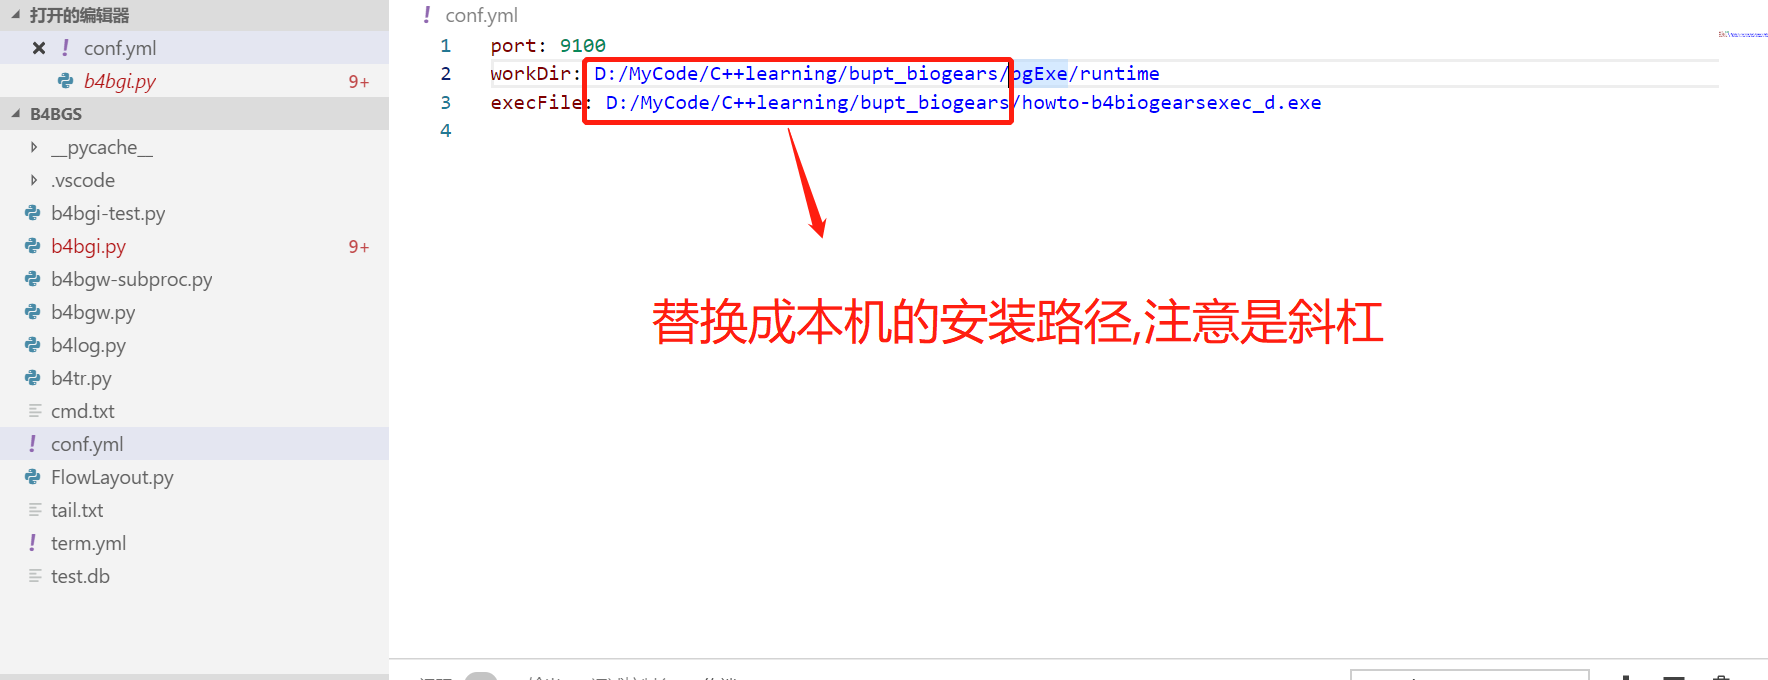 打开的编辑器
conf.yml
b4bgi.py 9+
B4BGS
__pycache__
.vscode
b4bgi-test.py
b4bgi.py 9+
b4bgw-subproc.py
b4bgw.py
b4log.py
b4tr.py
cmd.txt
conf.yml
FlowLayout.py
tail.txt
term.yml
test.db
conf.yml
1 port: 9100
2 workDir: D:/MyCode/C++learning/bupt_biogears/bgExe/runtime
3 execFile: D:/MyCode/C++learning/bupt_biogears/howto-b4biogearsexec_d.exe
4
替换成本机的安装路径,注意是斜杠